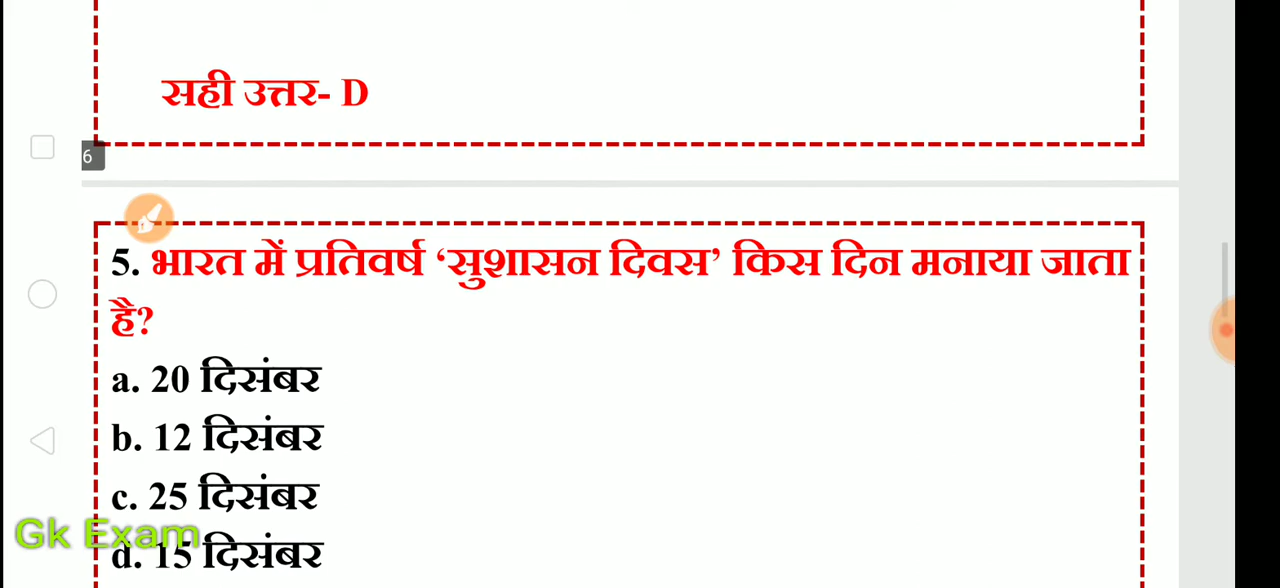 सही उत्तर- D
6
5. भारत में प्रतिवर्ष ‘सुशासन दिवस’ किस दिन मनाया जाता
है?
a. 20 दिसंबर
b. 12 दिसंबर
c. 25 दिसंबर
Gk Exam
d. 15 दिसंबर